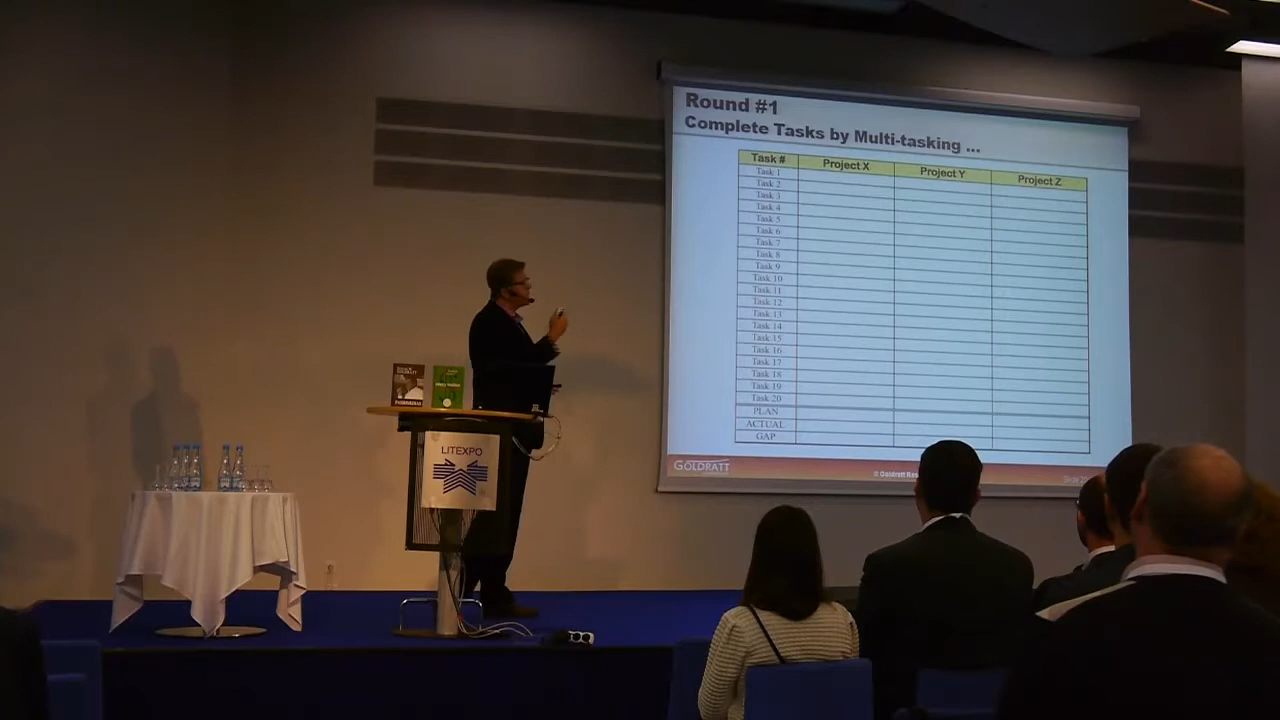 Round #1
Complete Tasks by Multi-tasking ...
Task # Project X Project Y Project Z
Task 1
Task 2
Task 3
Task 4
Task 5
Task 6
Task 7
Task 8
Task 9
Task 10
Task 11
Task 12
Task 13
Task 14
Task 15
Task 16
Task 17
Task 18
Task 19
Task 20
PLAN
ACTUAL
GAP
GOLDRATT
© Goldratt
LITEXPO